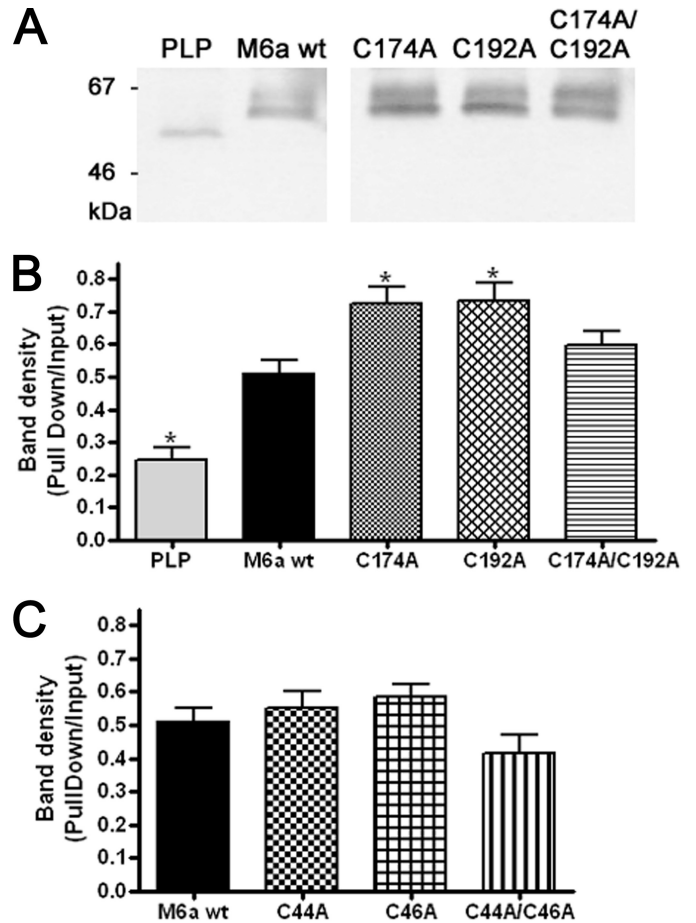 A
PLP M6a wt C174A C192A C174A/
C192A
67 -
46 -
kDa
B
Band density
(Pull Down/Input)
0.8
0.7
0.6
0.5
0.4
0.3
0.2
0.1
0.0
*
*
*
PLP M6a wt C174A C192A C174A/C192A
C
Band density
(PullDown/Input)
0.8
0.7
0.6
0.5
0.4
0.3
0.2
0.1
0.0
M6a wt C44A C46A C44A/C46A